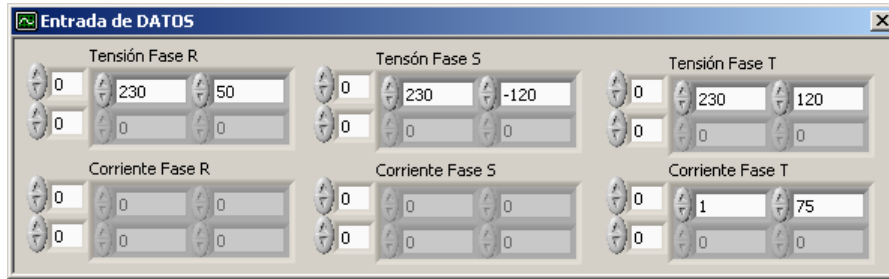 Entrada de DATOS
Tensión Fase R
Tensón Fase S
Tensión Fase T
0 230 50
0 230 -120
0 230 120
0 0 0
0 0 0
0 0 0
Corriente Fase R
Corriente Fase S
Corriente Fase T
0 0 0
0 0 0
0 1 75
0 0 0
0 0 0
0 0 0